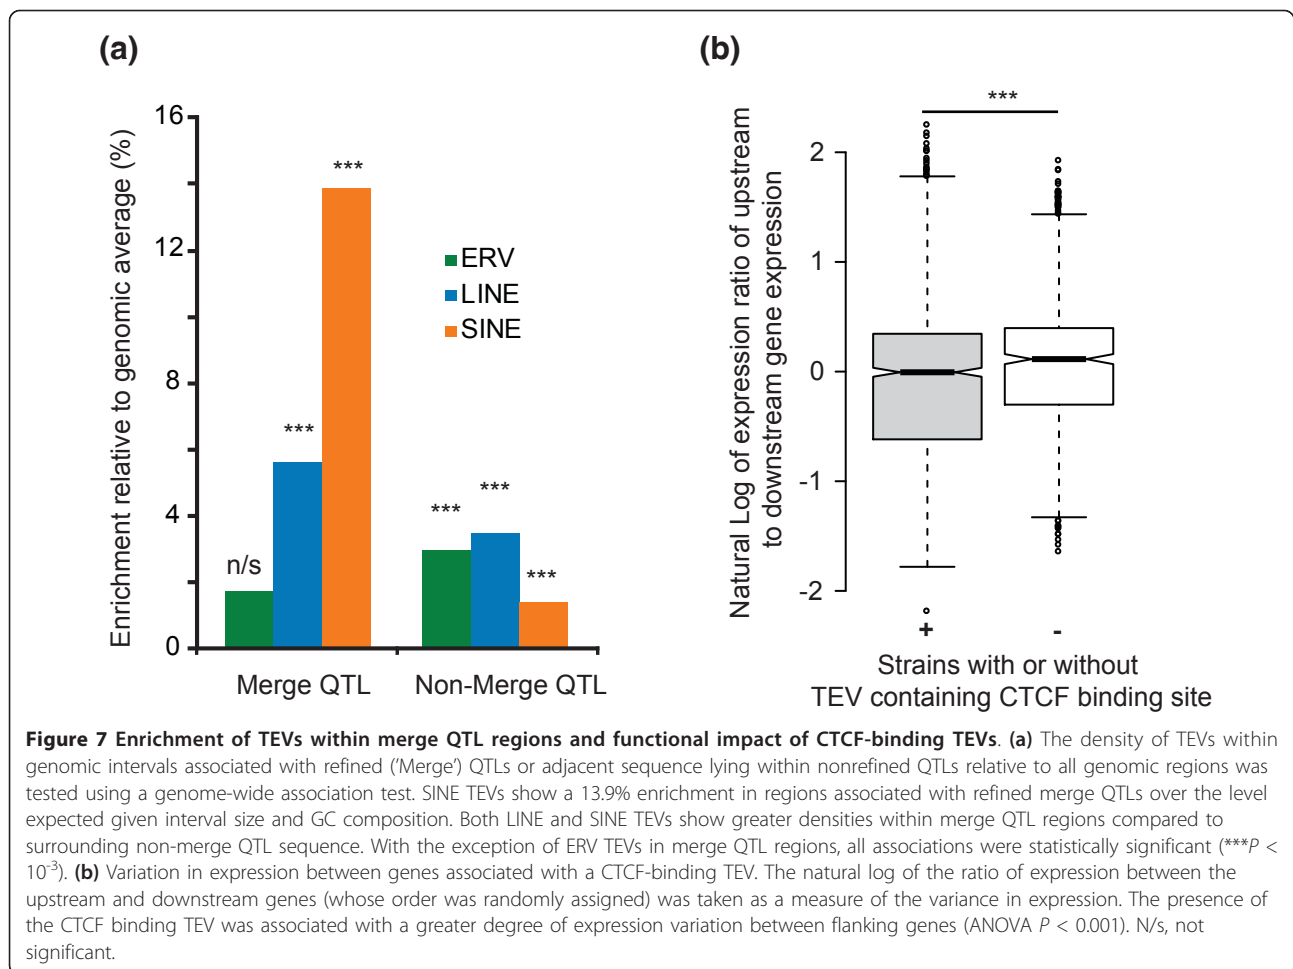 (a)
Enrichment relative to genomic average (%)
16
12
8
4
0
***
***
n/s
***
***
***
ERV
LINE
SINE
Merge QTL
Non-Merge QTL
(b)
Natural Log of expression ratio of upstream
to downstream gene expression
***
2
1
0
-1
-2
+
-
Strains with or without
TEV containing CTCF binding site
Figure 7 Enrichment of TEVs within merge QTL regions and functional impact of CTCF-binding TEVs. (a) The density of TEVs within
genomic intervals associated with refined ('Merge') QTLs or adjacent sequence lying within nonrefined QTLs relative to all genomic regions was
tested using a genome-wide association test. SINE TEVs show a 13.9% enrichment in regions associated with refined merge QTLs over the level
expected given interval size and GC composition. Both LINE and SINE TEVs show greater densities within merge QTL regions compared to
surrounding non-merge QTL sequence. With the exception of ERV TEVs in merge QTL regions, all associations were statistically significant (***P <
10-3). (b) Variation in expression between genes associated with a CTCF-binding TEV. The natural log of the ratio of expression between the
upstream and downstream genes (whose order was randomly assigned) was taken as a measure of the variance in expression. The presence of
the CTCF binding TEV was associated with a greater degree of expression variation between flanking genes (ANOVA P < 0.001). N/s, not
significant.